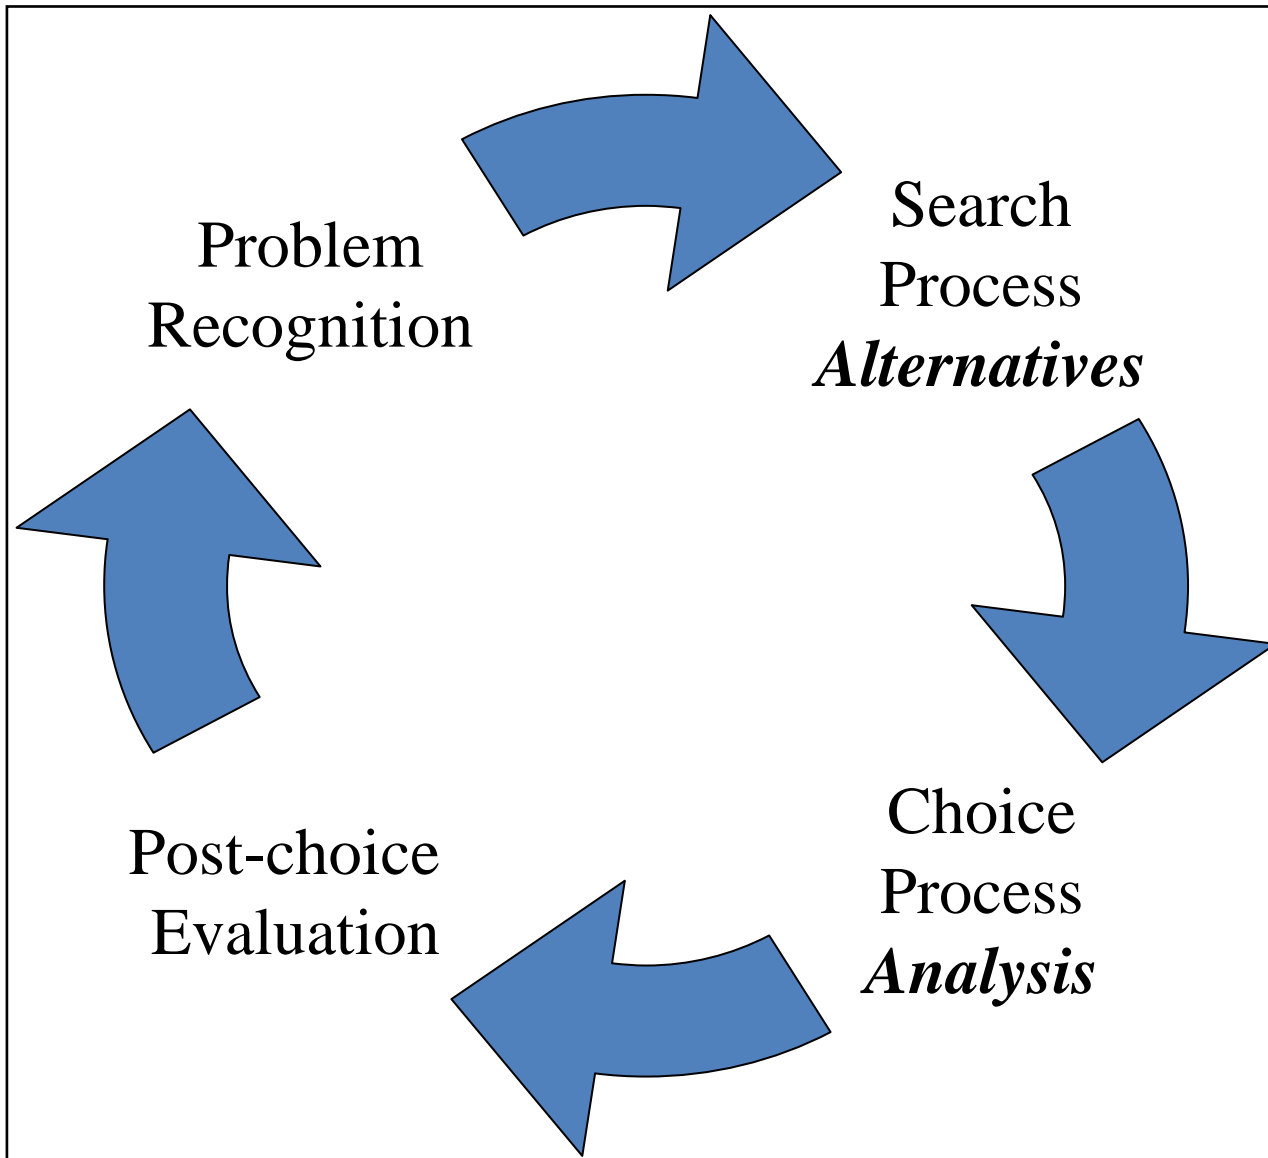 Problem
Recognition
Search
Process
Alternatives
Choice
Process
Analysis
Post-choice
Evaluation